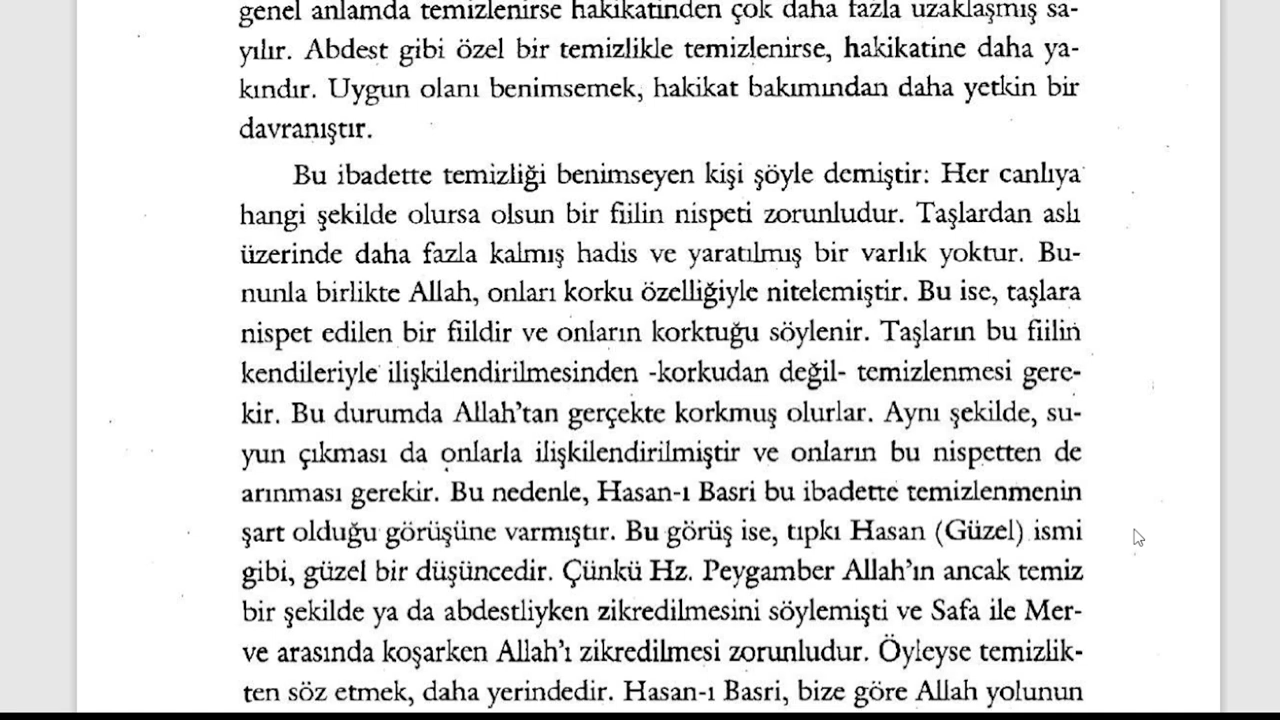 genel anlamda temizlenirse hakikatinden çok daha fazla uzaklaşmış sa-
yılır. Abdest gibi özel bir temizlikle temizlenirse, hakikatine daha ya-
kındır. Uygun olanı benimsemek, hakikat bakımından daha yetkin bir
davranıştır.
Bu ibadette temizliği benimseyen kişi şöyle demiştir: Her canlıya
hangi şekilde olursa olsun bir fiilin nispeti zorunludur. Taşlardan aslı
üzerinde daha fazla kalmış hadis ve yaratılmış bir varlık yoktur. Bu-
nunla birlikte Allah, onları korku özelliğiyle nitelemiştir. Bu ise, taşlara
nispet edilen bir fiildir ve onların korktuğu söylenir. Taşların bu fiilin
kendileriyle ilişkilendirilmesinden -korkudan değil- temizlenmesi gere-
kir. Bu durumda Allah'tan gerçekte korkmuş olurlar. Aynı şekilde, su-
yun çıkması da onlarla ilişkilendirilmiştir ve onların bu nispetten de
arınması gerekir. Bu nedenle, Hasan-ı Basri bu ibadette temizlenmenin
şart olduğu görüşüne varmıştır. Bu görüş ise, tıpkı Hasan (Güzel) ismi
gibi, güzel bir düşüncedir. Çünkü Hz. Peygamber Allah'ın ancak temiz
bir şekilde ya da abdestliyken zikredilmesini söylemişti ve Safa ile Mer-
ve arasında koşarken Allah'ı zikredilmesi zorunludur. Öyleyse temizlik-
ten söz etmek, daha yerindedir. Hasan-ı Basri, bize göre Allah yolunun